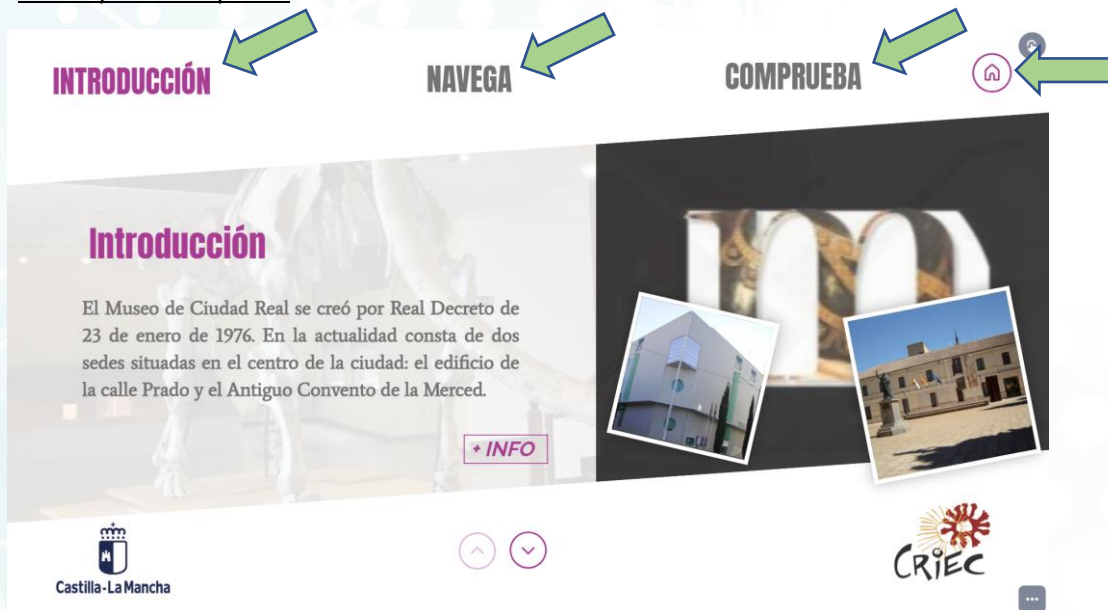 INTRODUCCIÓN
NAVEGA
COMPRUEBA
Introducción
El Museo de Ciudad Real se creó por Real Decreto de
23 de enero de 1976. En la actualidad consta de dos
sedes situadas en el centro de la ciudad: el edificio de
la calle Prado y el Antiguo Convento de la Merced.
+ INFO
Castilla-La Mancha
CRIEC